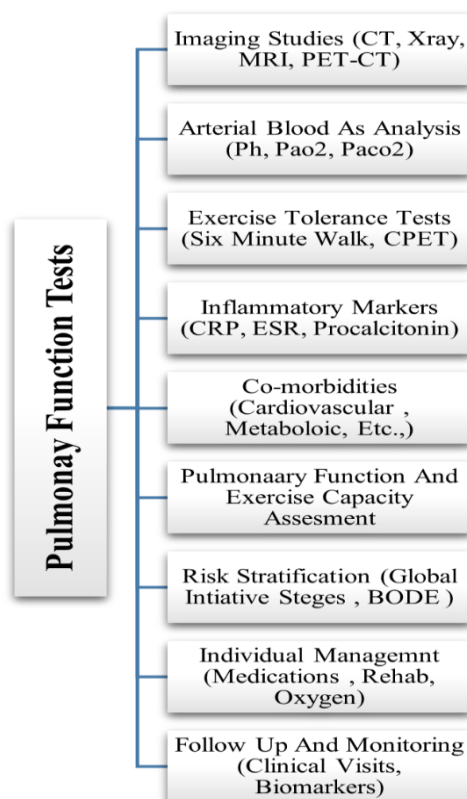 Pulmonay Function Tests
Imaging Studies (CT, Xray,
MRI, PET-CT)
Arterial Blood As Analysis
(Ph, Pao2, Paco2)
Exercise Tolerance Tests
(Six Minute Walk, CPET)
Inflammatory Markers
(CRP, ESR, Procalcitonin)
Co-morbidities
(Cardiovascular ,
Metaboloic, Etc.,)
Pulmonaary Function And
Exercise Capacity
Assesment
Risk Stratification (Global
Intiative Steges , BODE )
Individual Managemnt
(Medications , Rehab,
Oxygen)
Follow Up And Monitoring
(Clinical Visits,
Biomarkers)